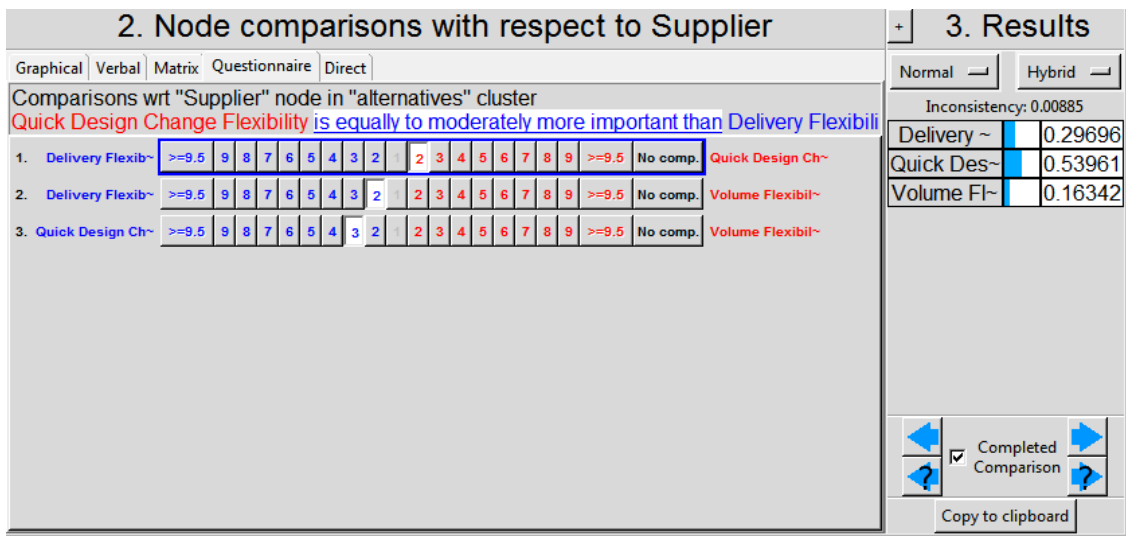 2. Node comparisons with respect to Supplier
Graphical Verbal Matrix Questionnaire Direct
Comparisons wrt "Supplier" node in "alternatives" cluster
Quick Design Change Flexibility is equally to moderately more important than Delivery Flexibili
1. Delivery Flexib~ >=9.5 9 8 7 6 5 4 3 2 1 2 3 4 5 6 7 8 9 >=9.5 No comp. Quick Design Ch~
2. Delivery Flexib~ >=9.5 9 8 7 6 5 4 3 2 1 2 3 4 5 6 7 8 9 >=9.5 No comp. Volume Flexibil~
3. Quick Design Ch~ >=9.5 9 8 7 6 5 4 3 2 1 2 3 4 5 6 7 8 9 >=9.5 No comp. Volume Flexibil~
+ 3. Results
Normal Hybrid
Inconsistency: 0.00885
Delivery ~ 0.29696
Quick Des~ 0.53961
Volume Fl~ 0.16342
Completed
Comparison
? ?
Copy to clipboard